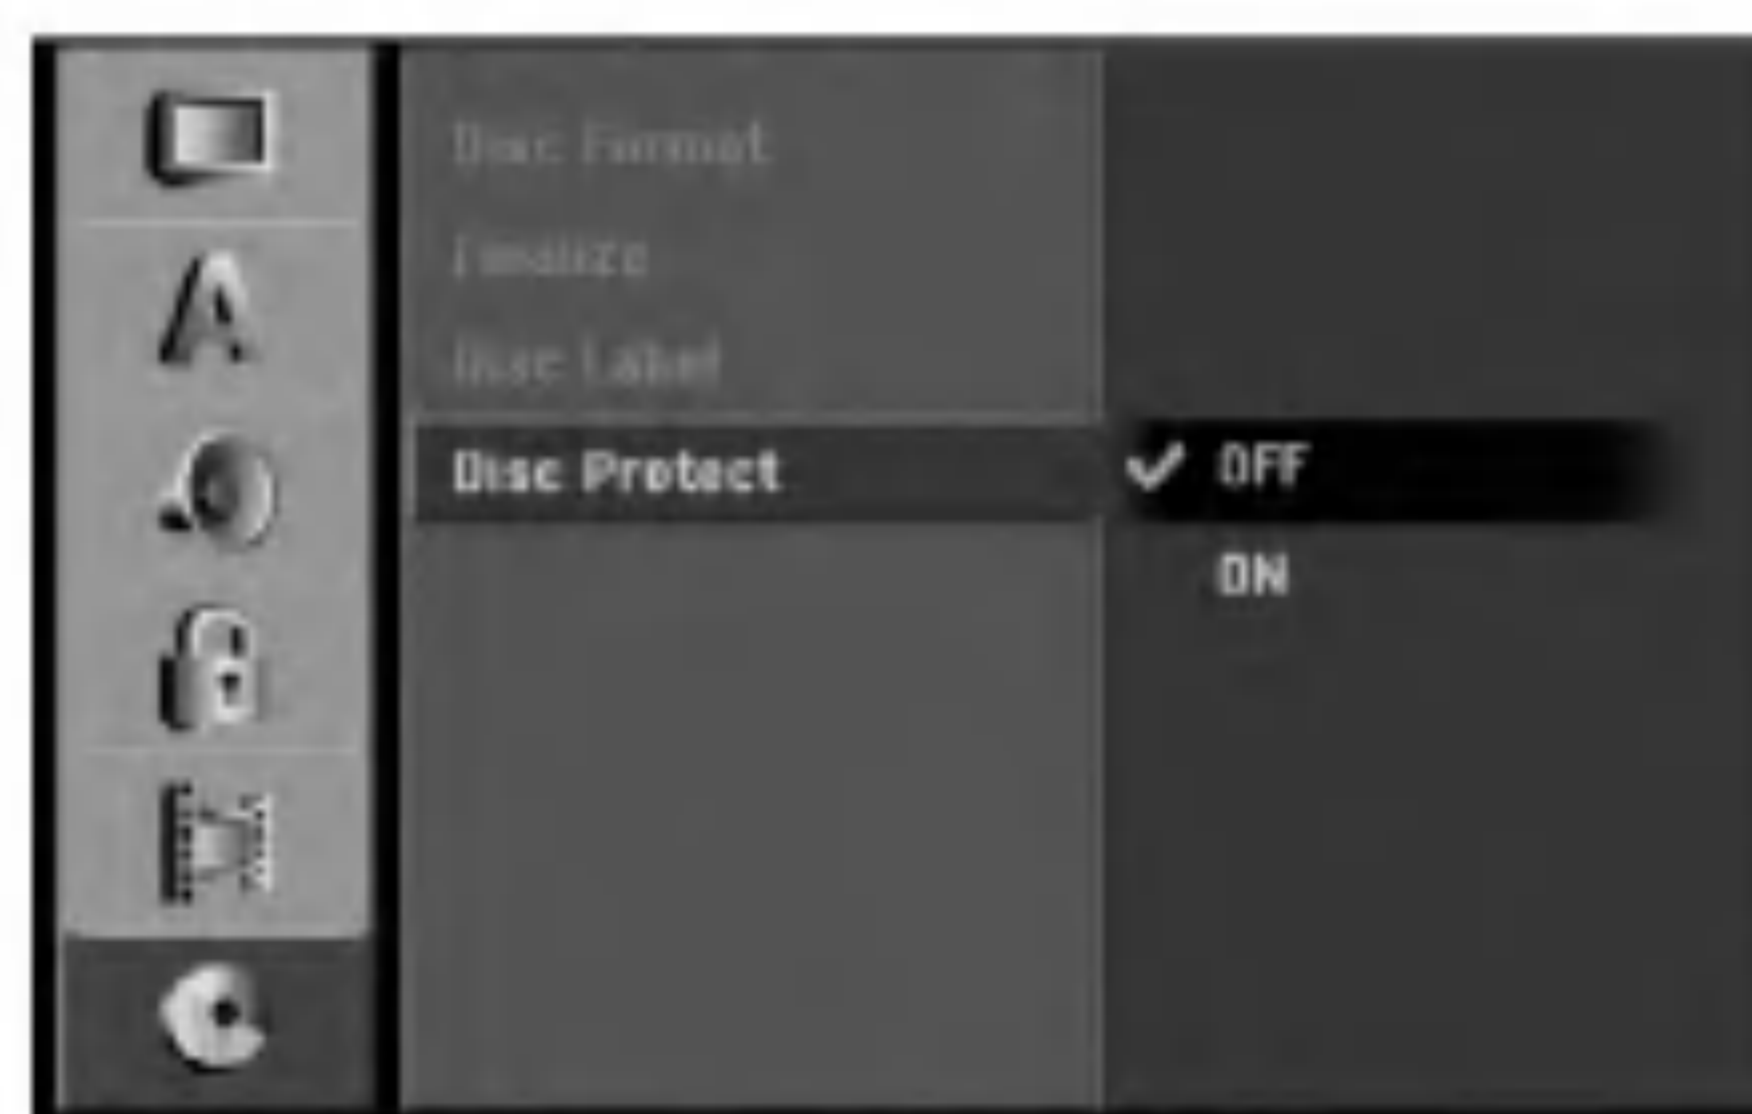 Disc Format
Finalize
Disc Label
Disc Protect
✔ OFF
ON